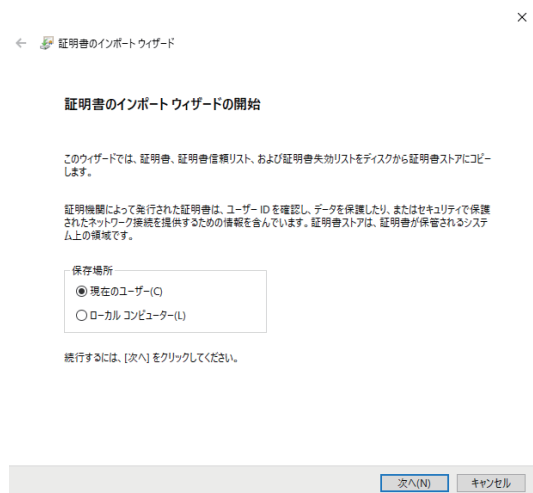 証明書のインポート ウィザード
証明書のインポート ウィザードの開始
このウィザードでは、証明書、証明書信頼リスト、および証明書失効リストをディスクから証明書ストアにコピー
します。
証明機関によって発行された証明書は、ユーザー ID を確認し、データを保護したり、またはセキュリティで保護
されたネットワーク接続を提供するための情報を含んでいます。証明書ストアは、証明書が保管されるシステ
ム上の領域です。
保存場所
現在のユーザー(C)
ローカル コンピューター(L)
続行するには、[次へ] をクリックしてください。
次へ(N)
キャンセル